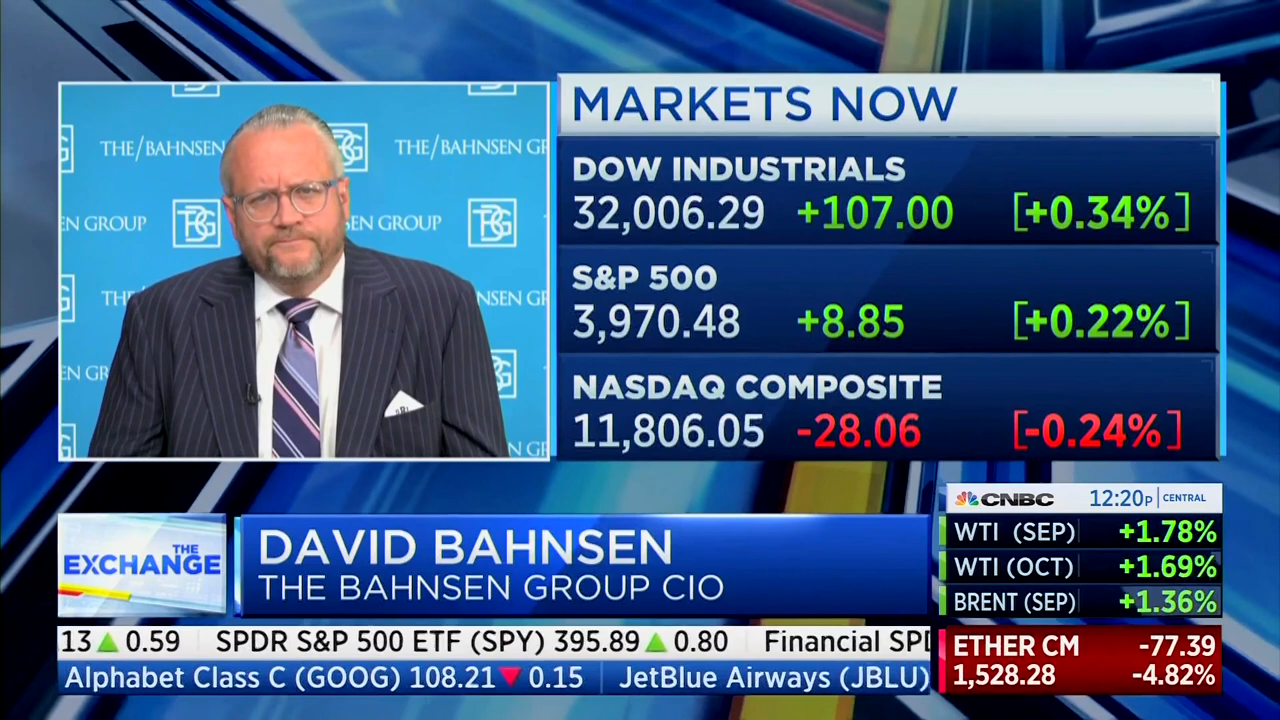 THE/BAHNSEN
THE/BAHNSEN GR
SEN GROUP
SEN GROUP
TBG
TBG
MARKETS NOW
DOW INDUSTRIALS
32,006.29 +107.00 [+0.34%]
S&P 500
3,970.48 +8.85 [+0.22%]
NASDAQ COMPOSITE
11,806.05 -28.06 [-0.24%]
THE
EXCHANGE
DAVID BAHNSEN
THE BAHNSEN GROUP CIO
CNBC 12:20P CENTRAL
WTI (SEP) +1.78%
WTI (OCT) +1.69%
BRENT (SEP) +1.36%
ETHER CM -77.39
1,528.28 -4.82%
13 ▲ 0.59 SPDR S&P 500 ETF (SPY) 395.89 ▲ 0.80 Financial SPD
Alphabet Class C (GOOG) 108.21 ▼ 0.15 JetBlue Airways (JBLU)